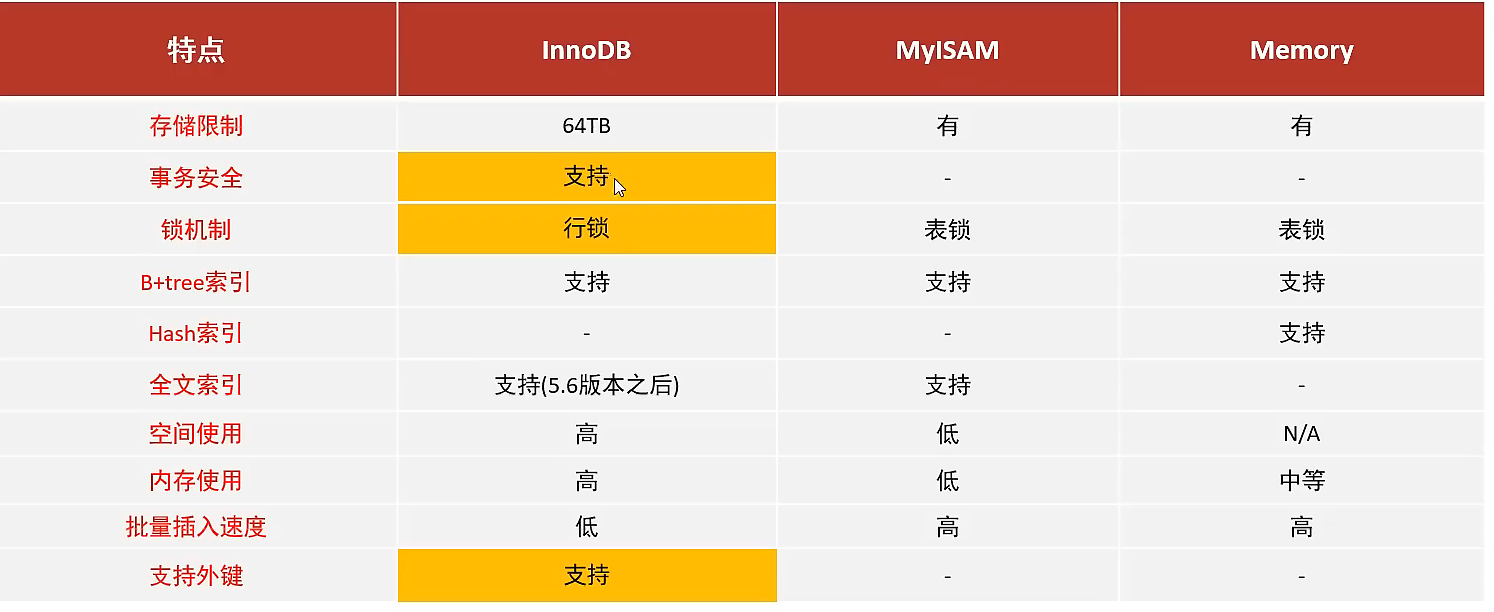 特点 InnoDB MyISAM Memory
存储限制 64TB 有 有
事务安全 支持 - -
锁机制 行锁 表锁 表锁
B+tree索引 支持 支持 支持
Hash索引 - - 支持
全文索引 支持(5.6版本之后) 支持 -
空间使用 高 低 N/A
内存使用 高 低 中等
批量插入速度 低 高 高
支持外键 支持 - -